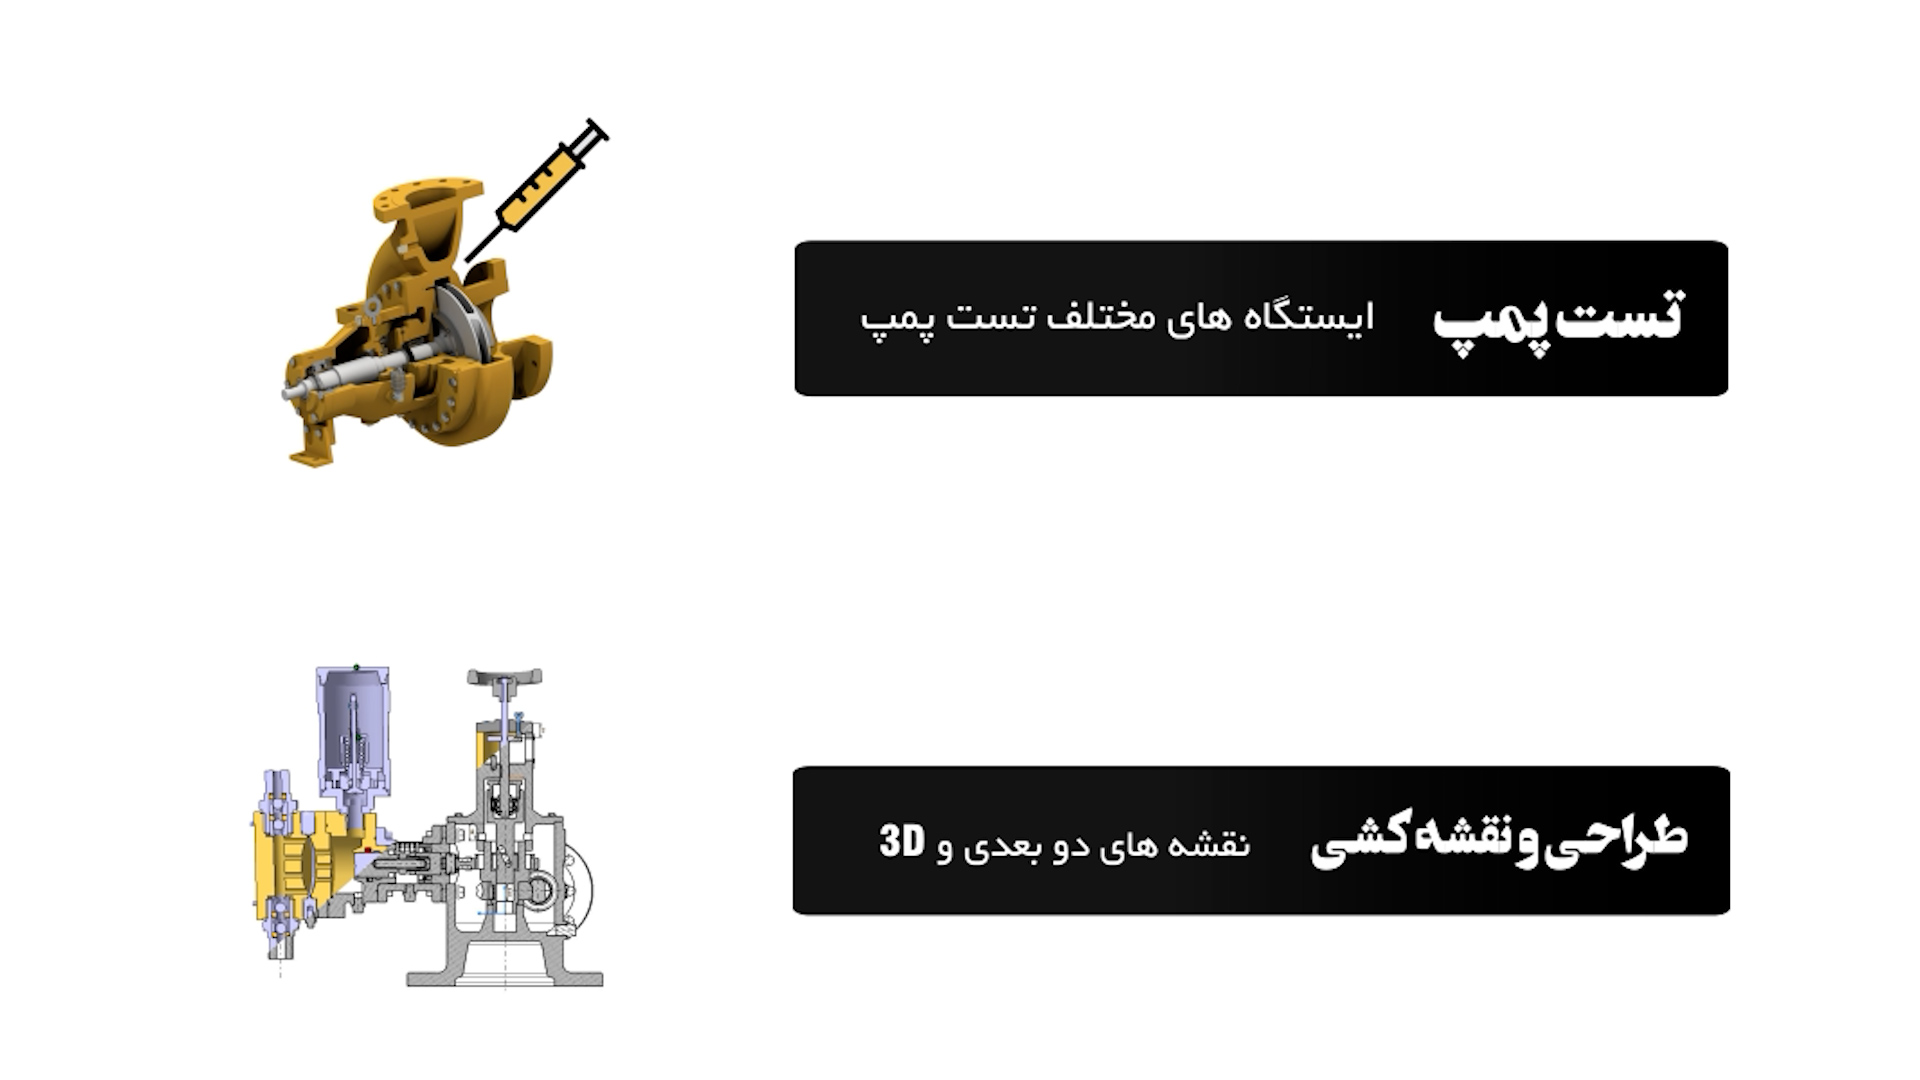 تست پمپ ایستگاه های مختلف تست پمپ
طراحی و نقشه کشی نقشه های دو بعدی و 3D